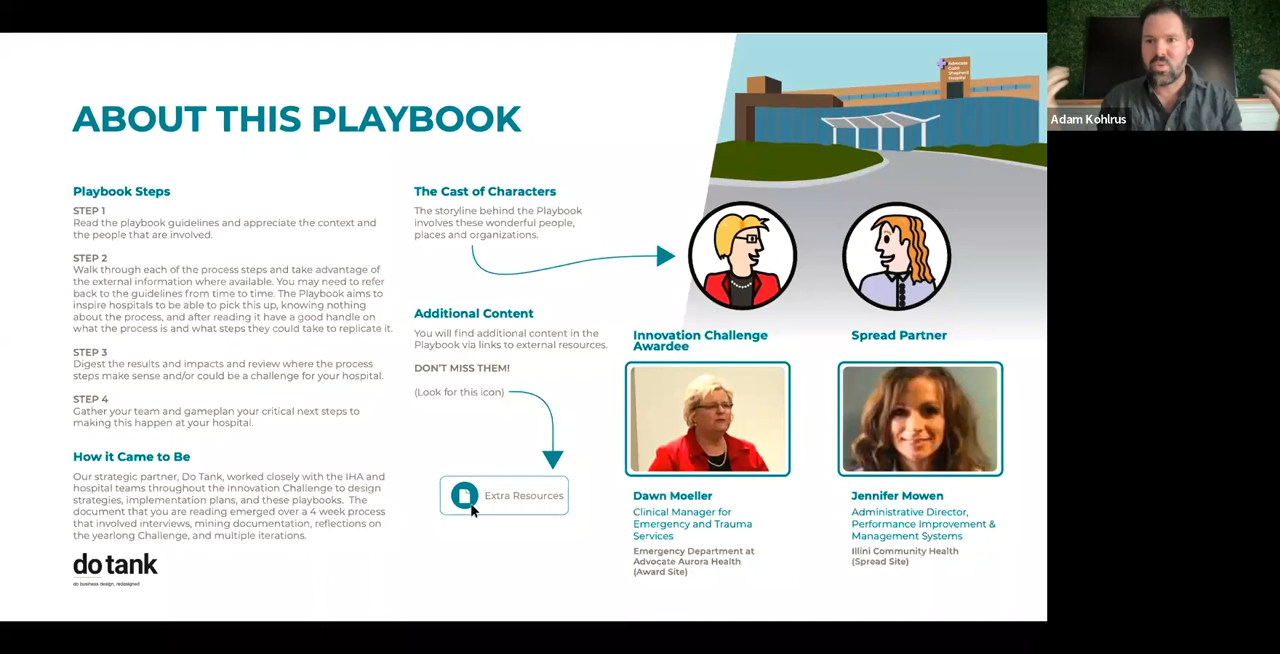 ABOUT THIS PLAYBOOK
Playbook Steps
STEP 1
Read the playbook guidelines and appreciate the context and
the people that are involved.
STEP 2
Walk through each of the process steps and take advantage of
the external information where available. You may need to refer
back to the guidelines from time to time. The Playbook aims to
inspire hospitals to be able to pick this up, knowing nothing
about the process, and after reading it have a good handle on
what the process is and what steps they could take to replicate it.
STEP 3
Digest the results and impacts and review where the process
steps make sense and/or could be a challenge for your hospital.
STEP 4
Gather your team and gameplan your critical next steps to
making this happen at your hospital.
How it Came to Be
Our strategic partner, Do Tank, worked closely with the IHA and
hospital teams throughout the Innovation Challenge to design
strategies, implementation plans, and these playbooks. The
document that you are reading emerged over a 4 week process
that involved interviews, mining documentation, reflections on
the yearlong Challenge, and multiple iterations.
do tank
do business design, redesigned
The Cast of Characters
The storyline behind the Playbook
involves these wonderful people,
places and organizations.
Additional Content
You will find additional content in the
Playbook via links to external resources.
DON'T MISS THEM!
(Look for this icon)
Extra Resources
Advocate
Good
Shepherd
Hospital
Innovation Challenge
Awardee
Dawn Moeller
Clinical Manager for
Emergency and Trauma
Services
Emergency Department at
Advocate Aurora Health
(Award Site)
Spread Partner
Jennifer Mowen
Administrative Director,
Performance Improvement &
Management Systems
Illini Community Health
(Spread Site)
Adam Kohlrus